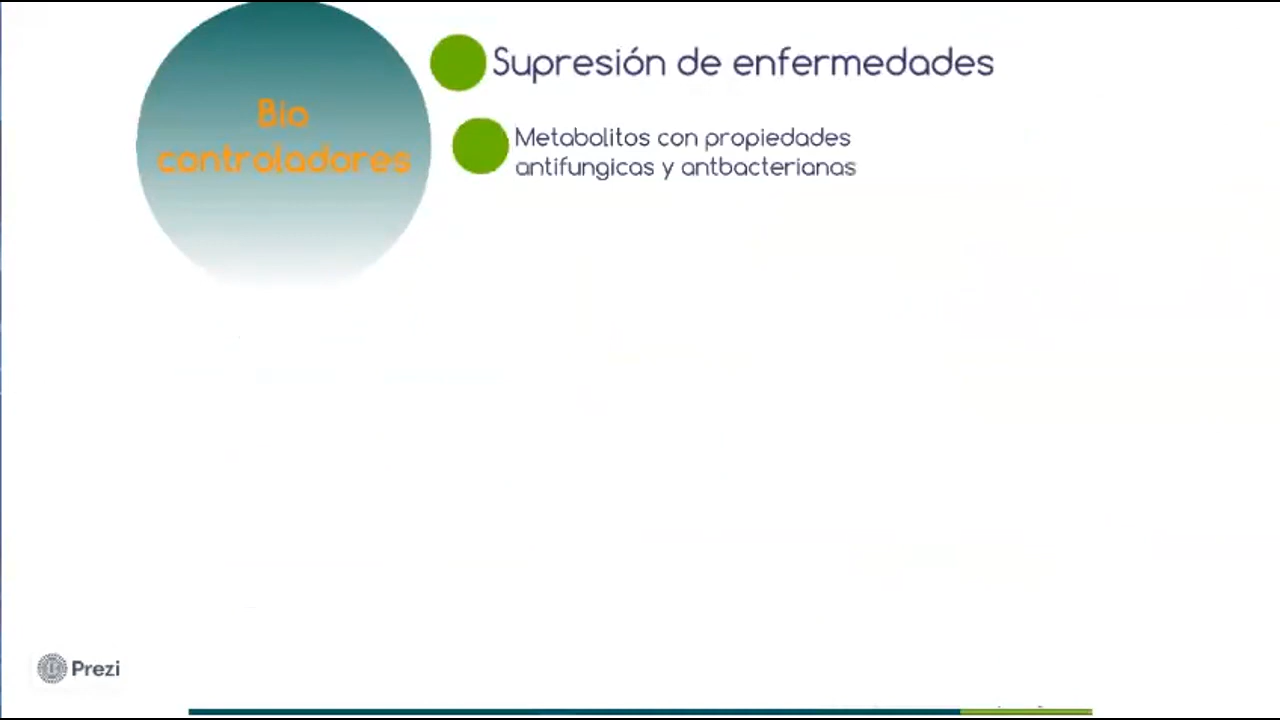 Bio
controladores
Supresión de enfermedades
Metabolitos con propiedades
antifungicas y antbacterianas
Prezi